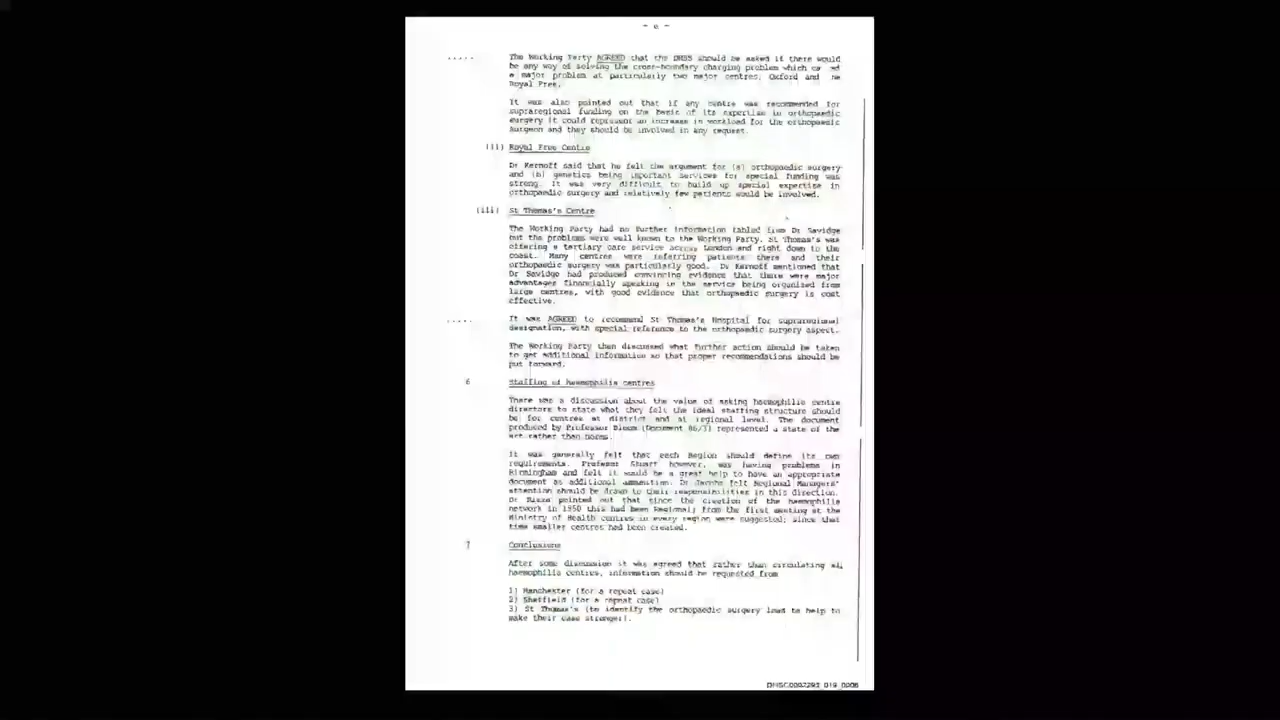 .....
The Working Party AGREED that the DHSS should be asked if there would
be any way of solving the cross-boundary charging problem which
a major problem at particularly two major centres, Oxford and
Royal Free.
It was also pointed out that if any centre was recommended for
supraregional funding on the basis of its expertise in orthopaedic
surgery it could represent an increase in workload for the orthopaedic
surgeon and they should be involved in any request.
(ii) Royal Free Centre
Dr Kernoff said that he felt the argument for (a) orthopaedic surgery
and (b) genetics being important services for special funding was
strong. It was very difficult to build up special expertise in
orthopaedic surgery and relatively few patients would be involved.
(iii) St Thomas's Centre
The Working Party had no further information tabled from Dr Savidge
but the problems were well known to the Working Party. St Thomas's was
offering a tertiary care service across London and right down to the
coast. Many centres were referring patients there and their
orthopaedic surgery was particularly good. Dr Kernoff mentioned that
Dr Savidge had produced convincing evidence that there were major
advantages financially speaking in the service being organised from
large centres, with good evidence that orthopaedic surgery is cost
effective.
.....
It was AGREED to recommend St Thomas's Hospital for supraregional
designation, with special reference to the orthopaedic surgery aspect.
The Working Party then discussed what further action should be taken
to get additional information so that proper recommendations should be
put forward.
6 Staffing of haemophilia centres
There was a discussion about the value of asking haemophilia centre
directors to state what they felt the ideal staffing structure should
be for centres at district and at regional level. The document
produced by Professor Bloom (Document 86/3) represented a state of the
art rather than norms.
It was generally felt that each Region should define its own
requirements. Professor Stuart however, was having problems in
Birmingham and felt it would be a great help to have an appropriate
document as additional ammunition. Dr felt Regional Managers'
attention should be drawn to their responsibilities in this direction.
Dr Rizza pointed out that since the creation of the haemophilia
network in 1950 this had been Regional; from the first meeting at the
Ministry of Health centres in every region were suggested; since that
time smaller centres had been created.
7 Conclusions
After some discussion it was agreed that rather than circulating all
haemophilia centres, information should be requested from
1) Manchester (for a repeat case)
2) Sheffield (for a repeat case)
3) St Thomas's (to identify the orthopaedic surgery load to help to
make their case stronger).
DHSC0002293_019_0006